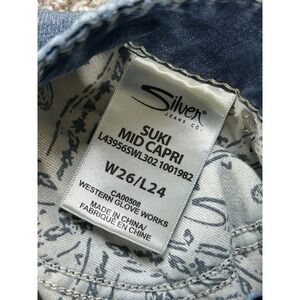 Silver
JEANS CO.
SUKI
MID CAPRI
L43956SWL302 1001982
W26/L24
CA00508
WESTERN GLOVE WORKS
MADE IN CHINA/
FABRIQUÉ EN CHINE